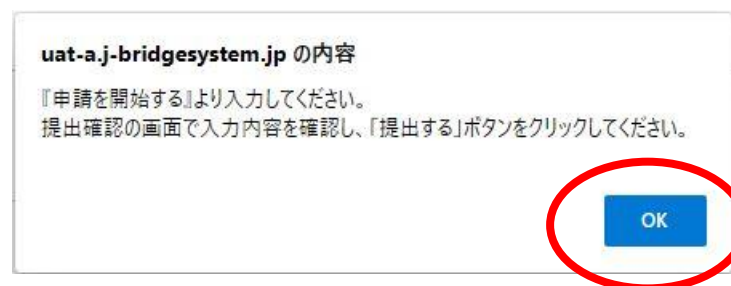 uat-a.j-bridgesystem.jp の内容
『申請を開始する』より入力してください。
提出確認の画面で入力内容を確認し、「提出する」ボタンをクリックしてください。
OK